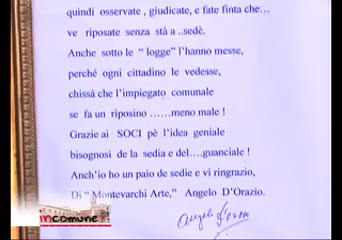 quindi osservate , giudicate, e fate finta che…
ve riposate senza stà a ..sedè.
Anche sotto le “ logge” l'hanno messe,
perché ogni cittadino le vedesse,
chissà che l'impiegato comunale
se fa un riposino ……meno male !
Grazie ai SOCI pè l'idea geniale
bisognosi de la sedia e del….guanciale !
Anch'io ho un paio de sedie e vi ringrazio,
Di “ Montevarchi Arte,” Angelo D'Orazio.
Angelo
incomune